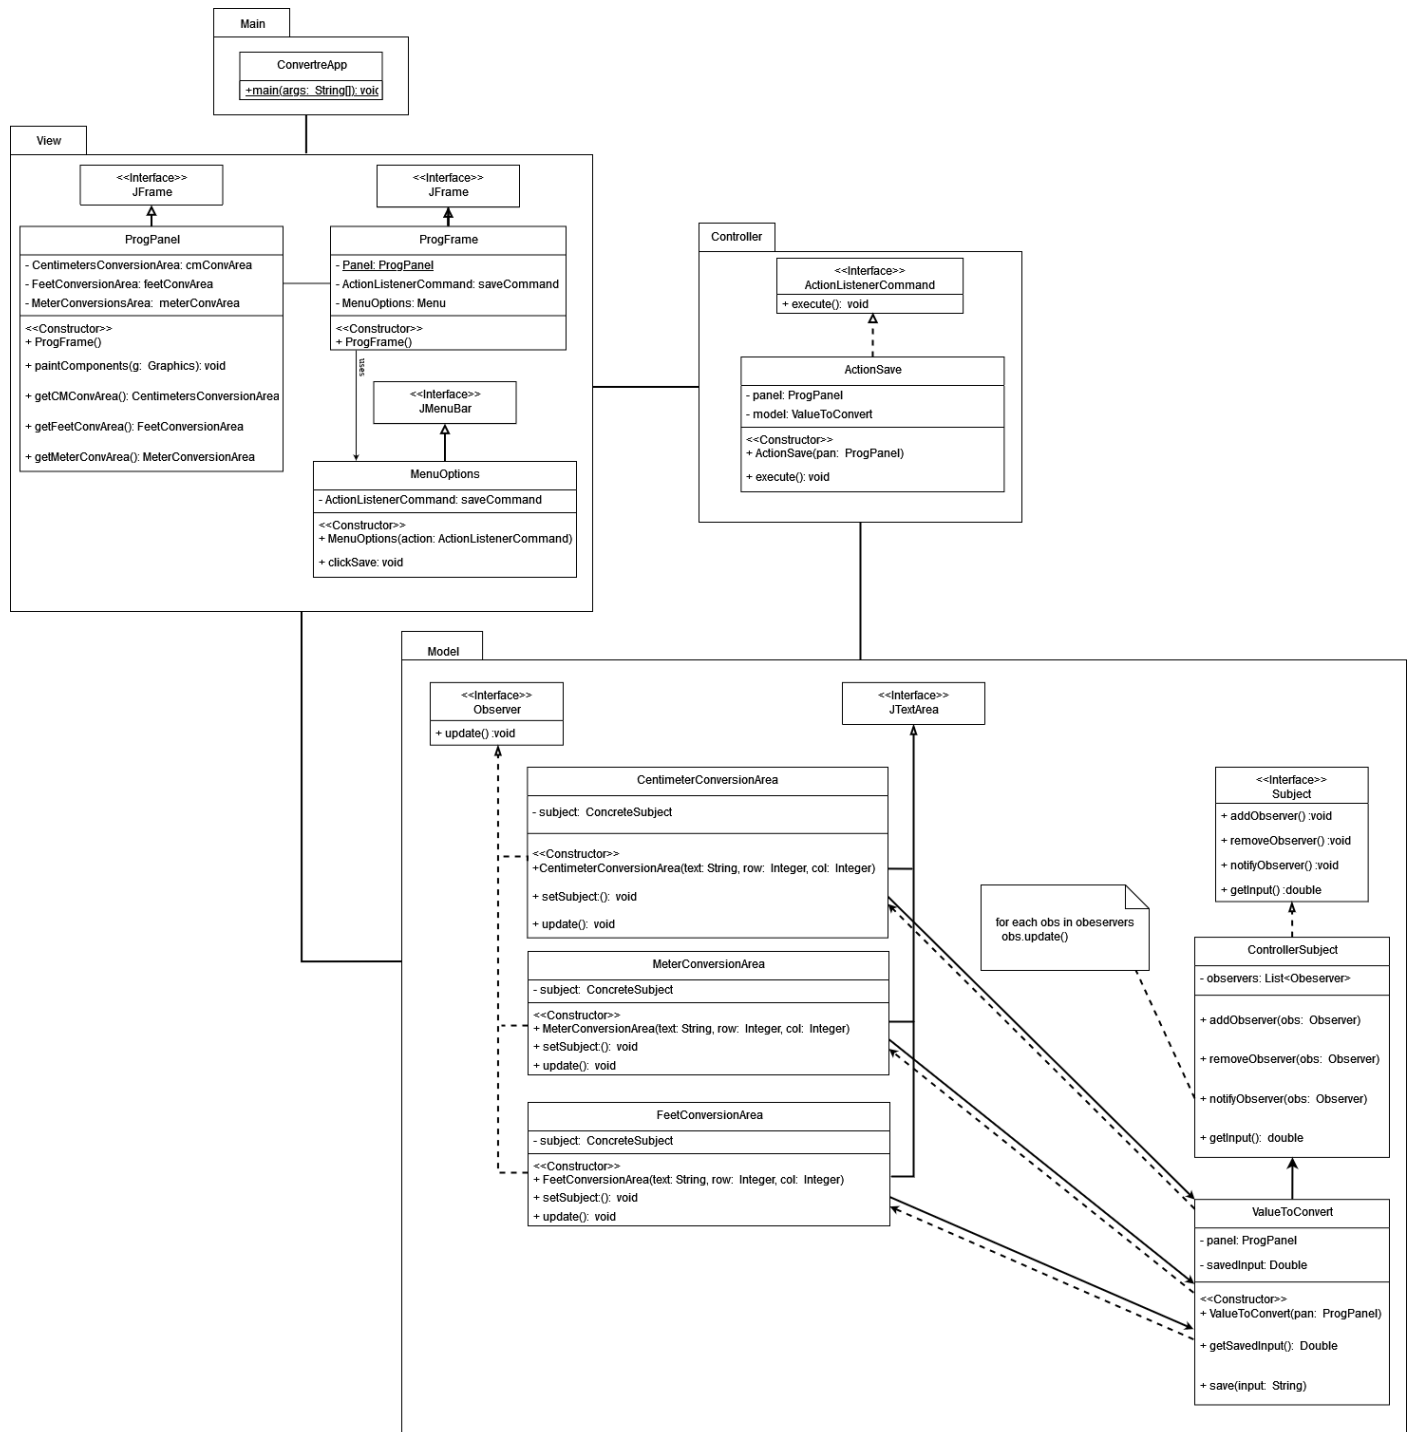 Main
ConvertreApp
+main(args: String[]): voic
View
<<Interface>>
JFrame
<<Interface>>
JFrame
ProgPanel
- CentimetersConversionArea: cmConvArea
- FeetConversionArea: feetConvArea
- MeterConversionsArea: meterConvArea
<<Constructor>>
+ ProgFrame()
+ paintComponents(g: Graphics): void
+ getCMConvArea(): CentimetersConversionArea
+ getFeetConvArea(): FeetConversionArea
+ getMeterConvArea(): MeterConversionArea
ProgFrame
- Panel: ProgPanel
- ActionListenerCommand: saveCommand
- MenuOptions: Menu
<<Constructor>>
+ ProgFrame()
uses
<<Interface>>
JMenuBar
MenuOptions
- ActionListenerCommand: saveCommand
<<Constructor>>
+ MenuOptions(action: ActionListenerCommand)
+ clickSave: void
Controller
<<Interface>>
ActionListenerCommand
+ execute(): void
ActionSave
- panel: ProgPanel
- model: ValueToConvert
<<Constructor>>
+ ActionSave(pan: ProgPanel)
+ execute(): void
Model
<<Interface>>
Observer
+ update() :void
<<Interface>>
JTextArea
CentimeterConversionArea
- subject: ConcreteSubject
<<Constructor>>
+CentimeterConversionArea(text: String, row: Integer, col: Integer)
+ setSubject:(): void
+ update(): void
MeterConversionArea
- subject: ConcreteSubject
<<Constructor>>
+ MeterConversionArea(text: String, row: Integer, col: Integer)
+ setSubject:(): void
+ update(): void
FeetConversionArea
- subject: ConcreteSubject
<<Constructor>>
+ FeetConversionArea(text: String, row: Integer, col: Integer)
+ setSubject:(): void
+ update(): void
for each obs in obeservers
obs.update()
<<Interface>>
Subject
+ addObserver() :void
+ removeObserver() :void
+ notifyObserver() :void
+ getInput() :double
ControllerSubject
- observers: List<Obeserver>
+ addObserver(obs: Observer)
+ removeObserver(obs: Observer)
+ notifyObserver(obs: Observer)
+ getInput(): double
ValueToConvert
- panel: ProgPanel
- savedInput: Double
<<Constructor>>
+ ValueToConvert(pan: ProgPanel)
+ getSavedInput(): Double
+ save(input: String)